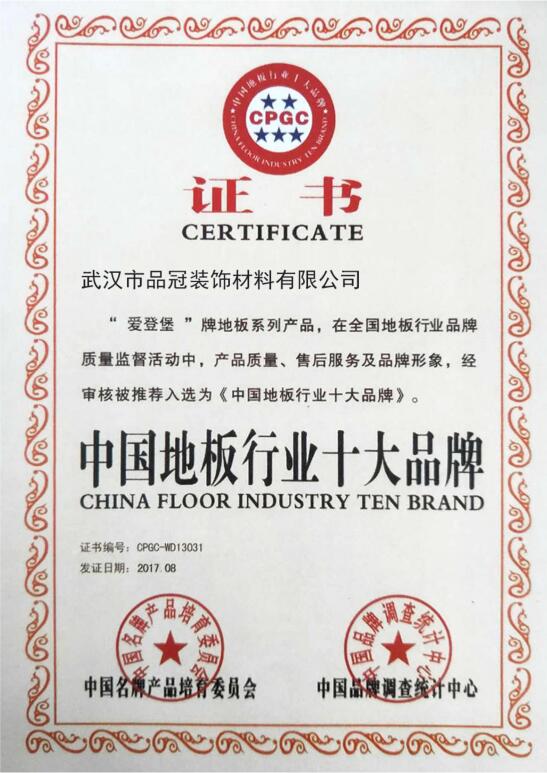 中国地板行业十大品牌
CPGC
CHINA FLOOR INDUSTRY TEN BRAND
证书
CERTIFICATE
武汉市品冠装饰材料有限公司
“ 爱登堡 ”牌地板系列产品，在全国地板行业品牌
质量监督活动中，产品质量、售后服务及品牌形象，经
审核被推荐入选为《中国地板行业十大品牌》。
中国地板行业十大品牌
CHINA FLOOR INDUSTRY TEN BRAND
证书编号：CPGC-WD13031
发证日期：2017.08
中国名牌产品培育委员会
中国品牌调查统计中心
中国名牌产品培育委员会
中国品牌调查统计中心